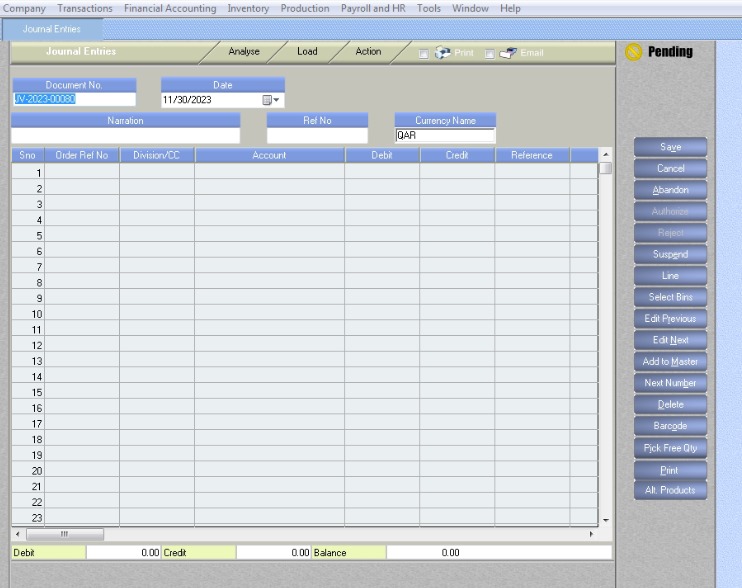 Company Transactions Financial Accounting Inventory Production Payroll and HR Tools Window Help
Journal Entries
Journal Entries Analyse Load Action Print Email Pending
Document No. Date
JV-2023-00080 11/30/2023
Narration Ref No Currency Name
QAR
Sno Order Ref No Division/CC Account Debit Credit Reference
1
2
3
4
5
6
7
8
9
10
11
12
13
14
15
16
17
18
19
20
21
22
23
Debit 0.00 Credit 0.00 Balance 0.00
Save
Cancel
Abandon
Authorize
Reject
Suspend
Line
Select Bins
Edit Previous
Edit Next
Add to Master
Next Number
Delete
Barcode
Pick Free Qty
Print
Alt. Products